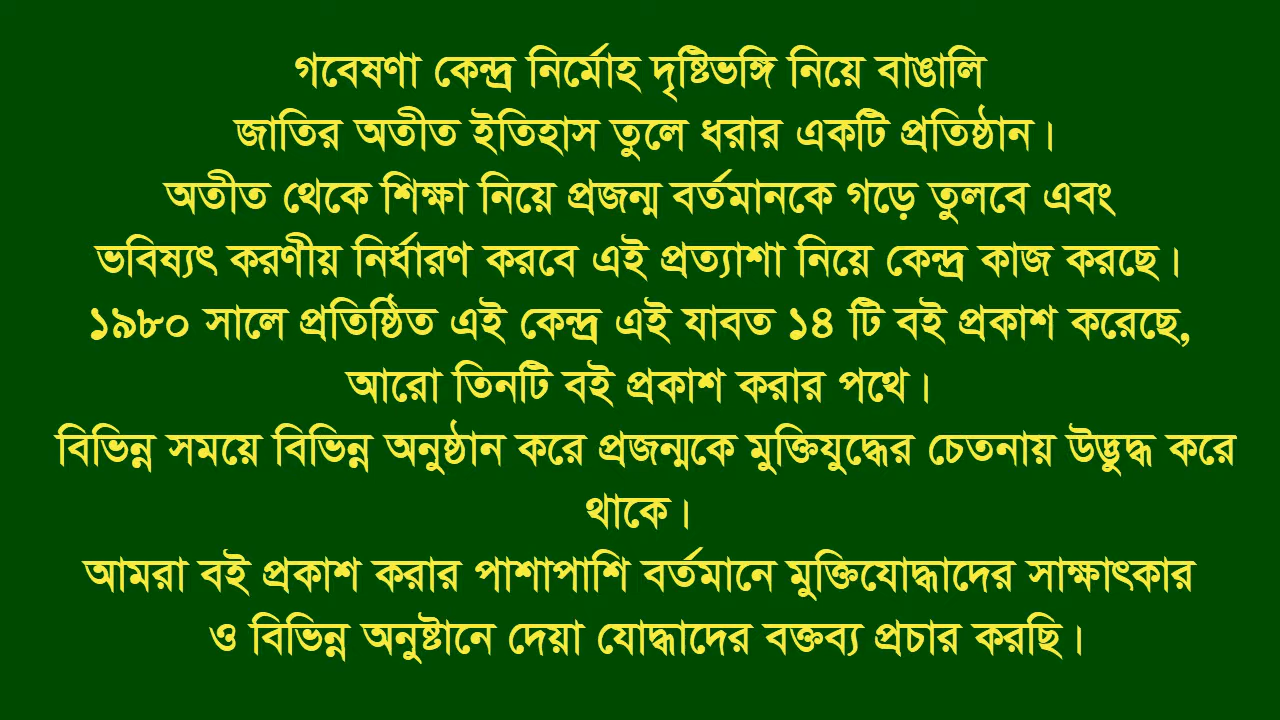 গবেষণা কেন্দ্র নির্মোহ দৃষ্টিভঙ্গি নিয়ে বাঙালি
জাতির অতীত ইতিহাস তুলে ধরার একটি প্রতিষ্ঠান।
অতীত থেকে শিক্ষা নিয়ে প্রজন্ম বর্তমানকে গড়ে তুলবে এবং
ভবিষ্যৎ করণীয় নির্ধারণ করবে এই প্রত্যাশা নিয়ে কেন্দ্র কাজ করছে।
১৯৮০ সালে প্রতিষ্ঠিত এই কেন্দ্র এই যাবত ১৪ টি বই প্রকাশ করেছে,
আরো তিনটি বই প্রকাশ করার পথে।
বিভিন্ন সময়ে বিভিন্ন অনুষ্ঠান করে প্রজন্মকে মুক্তিযুদ্ধের চেতনায় উদ্ভুদ্ধ করে
থাকে।
আমরা বই প্রকাশ করার পাশাপাশি বর্তমানে মুক্তিযোদ্ধাদের সাক্ষাৎকার
ও বিভিন্ন অনুষ্টানে দেয়া যোদ্ধাদের বক্তব্য প্রচার করছি।